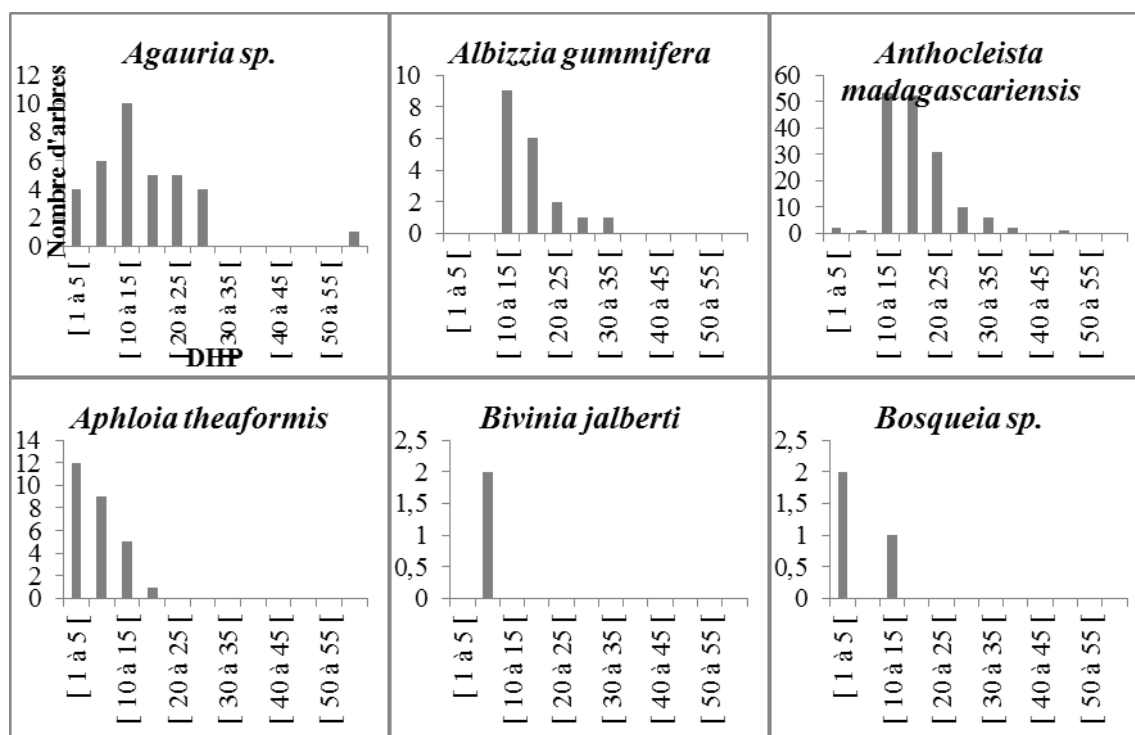 Agauria sp.
12
10
8
6
4
2
0
Nombre d'arbres
[ 1 à 5 [
[ 10 à 15 [
[ 20 à 25 [
[ 30 à 35 [
[ 40 à 45 [
[ 50 à 55 [
DHP
Albizzia gummifera
10
8
6
4
2
0
[ 1 à 5 [
[ 10 à 15 [
[ 20 à 25 [
[ 30 à 35 [
[ 40 à 45 [
[ 50 à 55 [
Anthocleista
madagascariensis
60
50
40
30
20
10
0
[ 1 à 5 [
[ 10 à 15 [
[ 20 à 25 [
[ 30 à 35 [
[ 40 à 45 [
[ 50 à 55 [
Aphloia theaformis
14
12
10
8
6
4
2
0
[ 1 à 5 [
[ 10 à 15 [
[ 20 à 25 [
[ 30 à 35 [
[ 40 à 45 [
[ 50 à 55 [
Bivinia jalberti
2,5
2
1,5
1
0,5
0
[ 1 à 5 [
[ 10 à 15 [
[ 20 à 25 [
[ 30 à 35 [
[ 40 à 45 [
[ 50 à 55 [
Bosqueia sp.
2,5
2
1,5
1
0,5
0
[ 1 à 5 [
[ 10 à 15 [
[ 20 à 25 [
[ 30 à 35 [
[ 40 à 45 [
[ 50 à 55 [